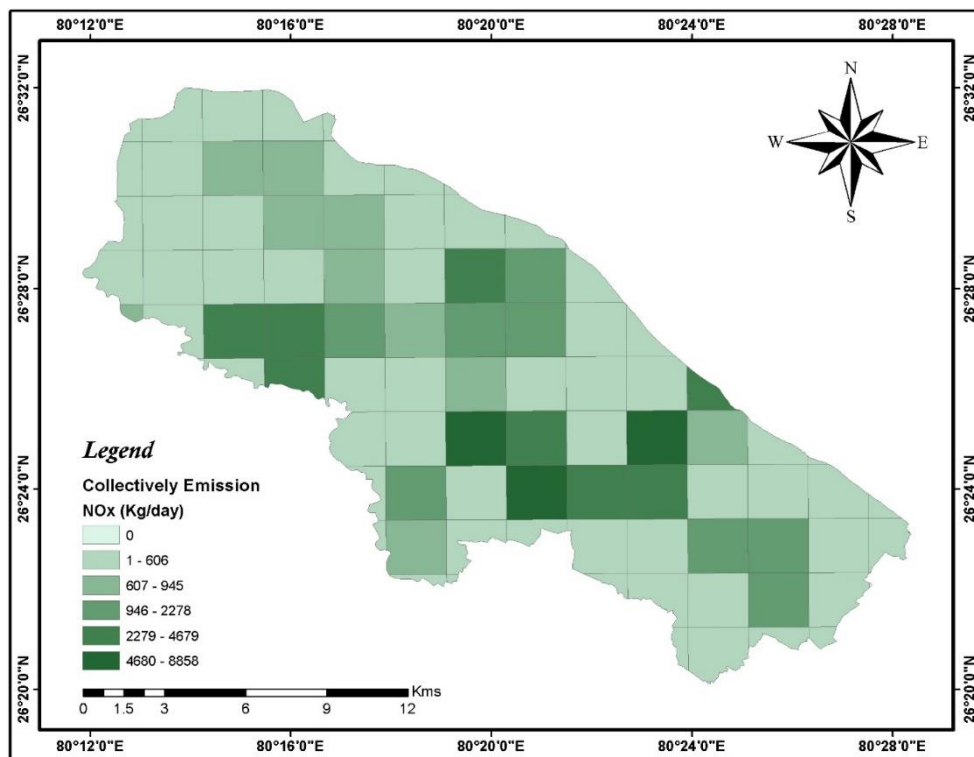 80°12'0"E 80°16'0"E 80°20'0"E 80°24'0"E 80°28'0"E
26°32'0"N 26°32'0"N
N
W E
S
26°28'0"N 26°28'0"N
Legend
Collectively Emission
NOx (Kg/day)
0
1 - 606
607 - 945
946 - 2278
2279 - 4679
4680 - 8858
26°24'0"N 26°24'0"N
Kms
0 1.5 3 6 9 12
26°20'0"N 26°20'0"N
80°12'0"E 80°16'0"E 80°20'0"E 80°24'0"E 80°28'0"E